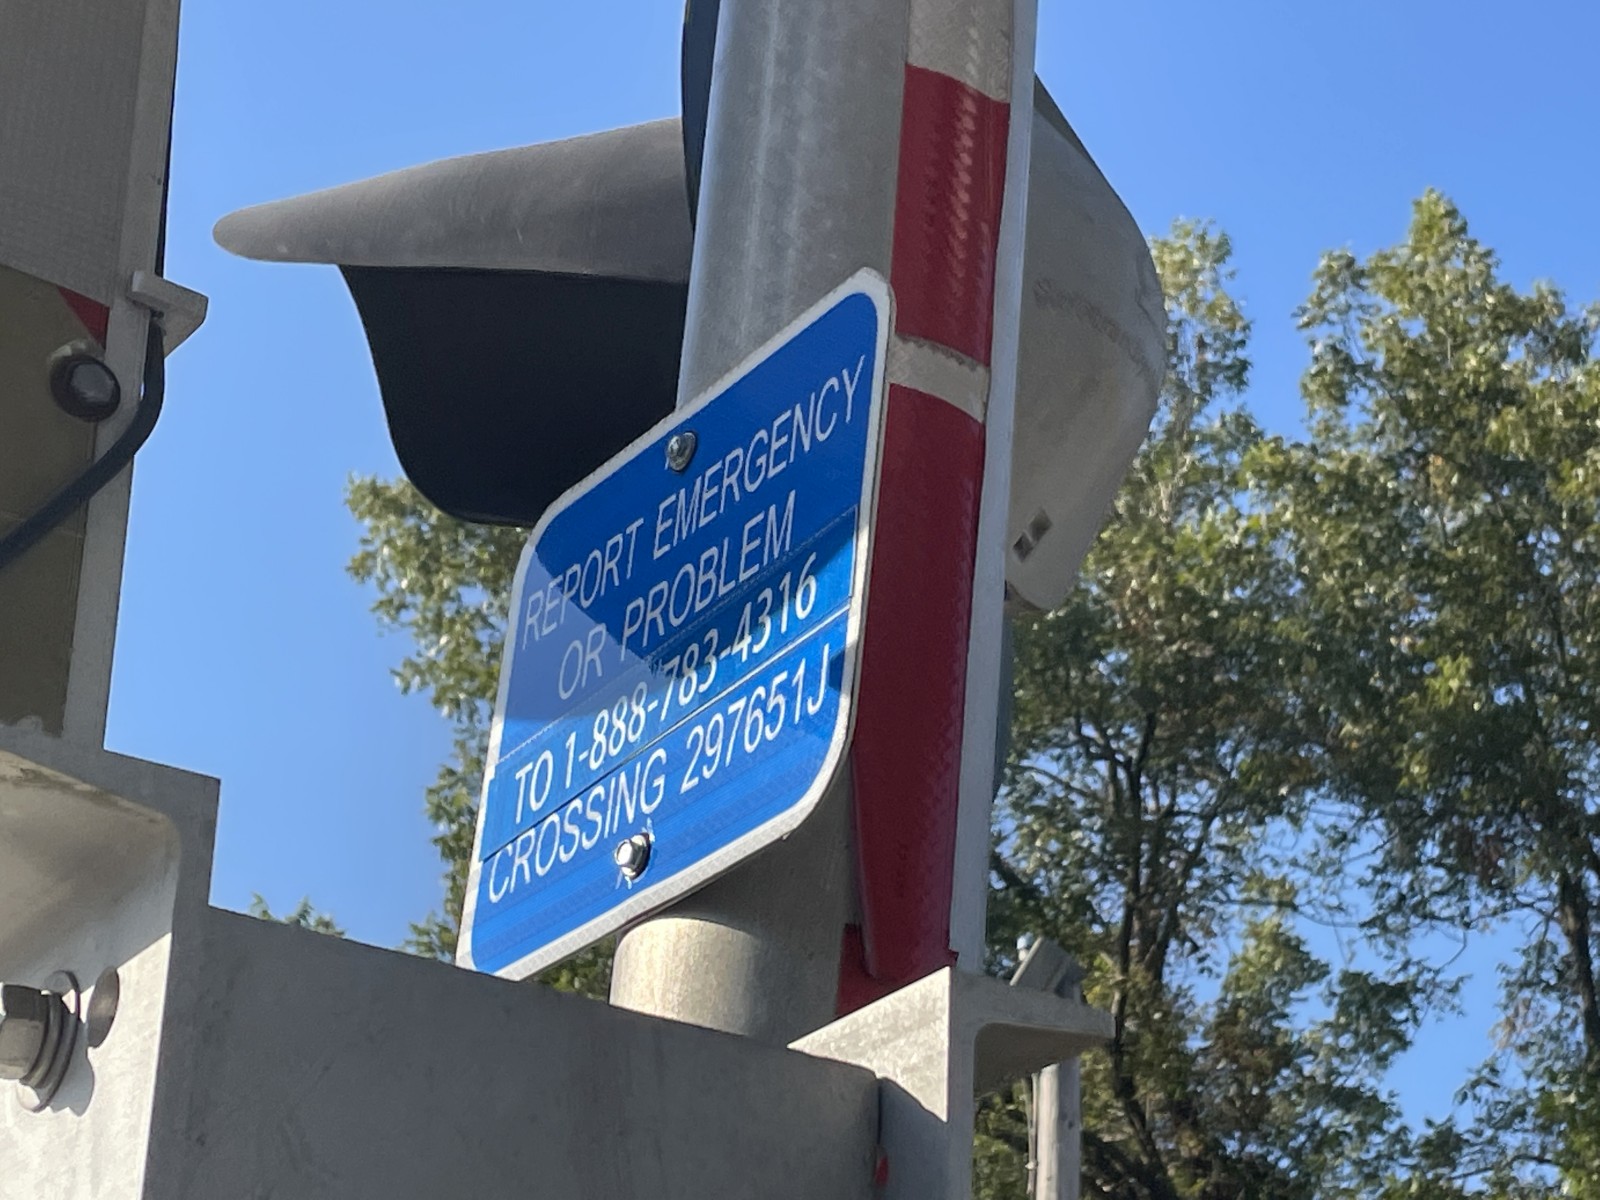 REPORT EMERGENCY
OR PROBLEM
TO 1-888-783-4316
CROSSING 297651J